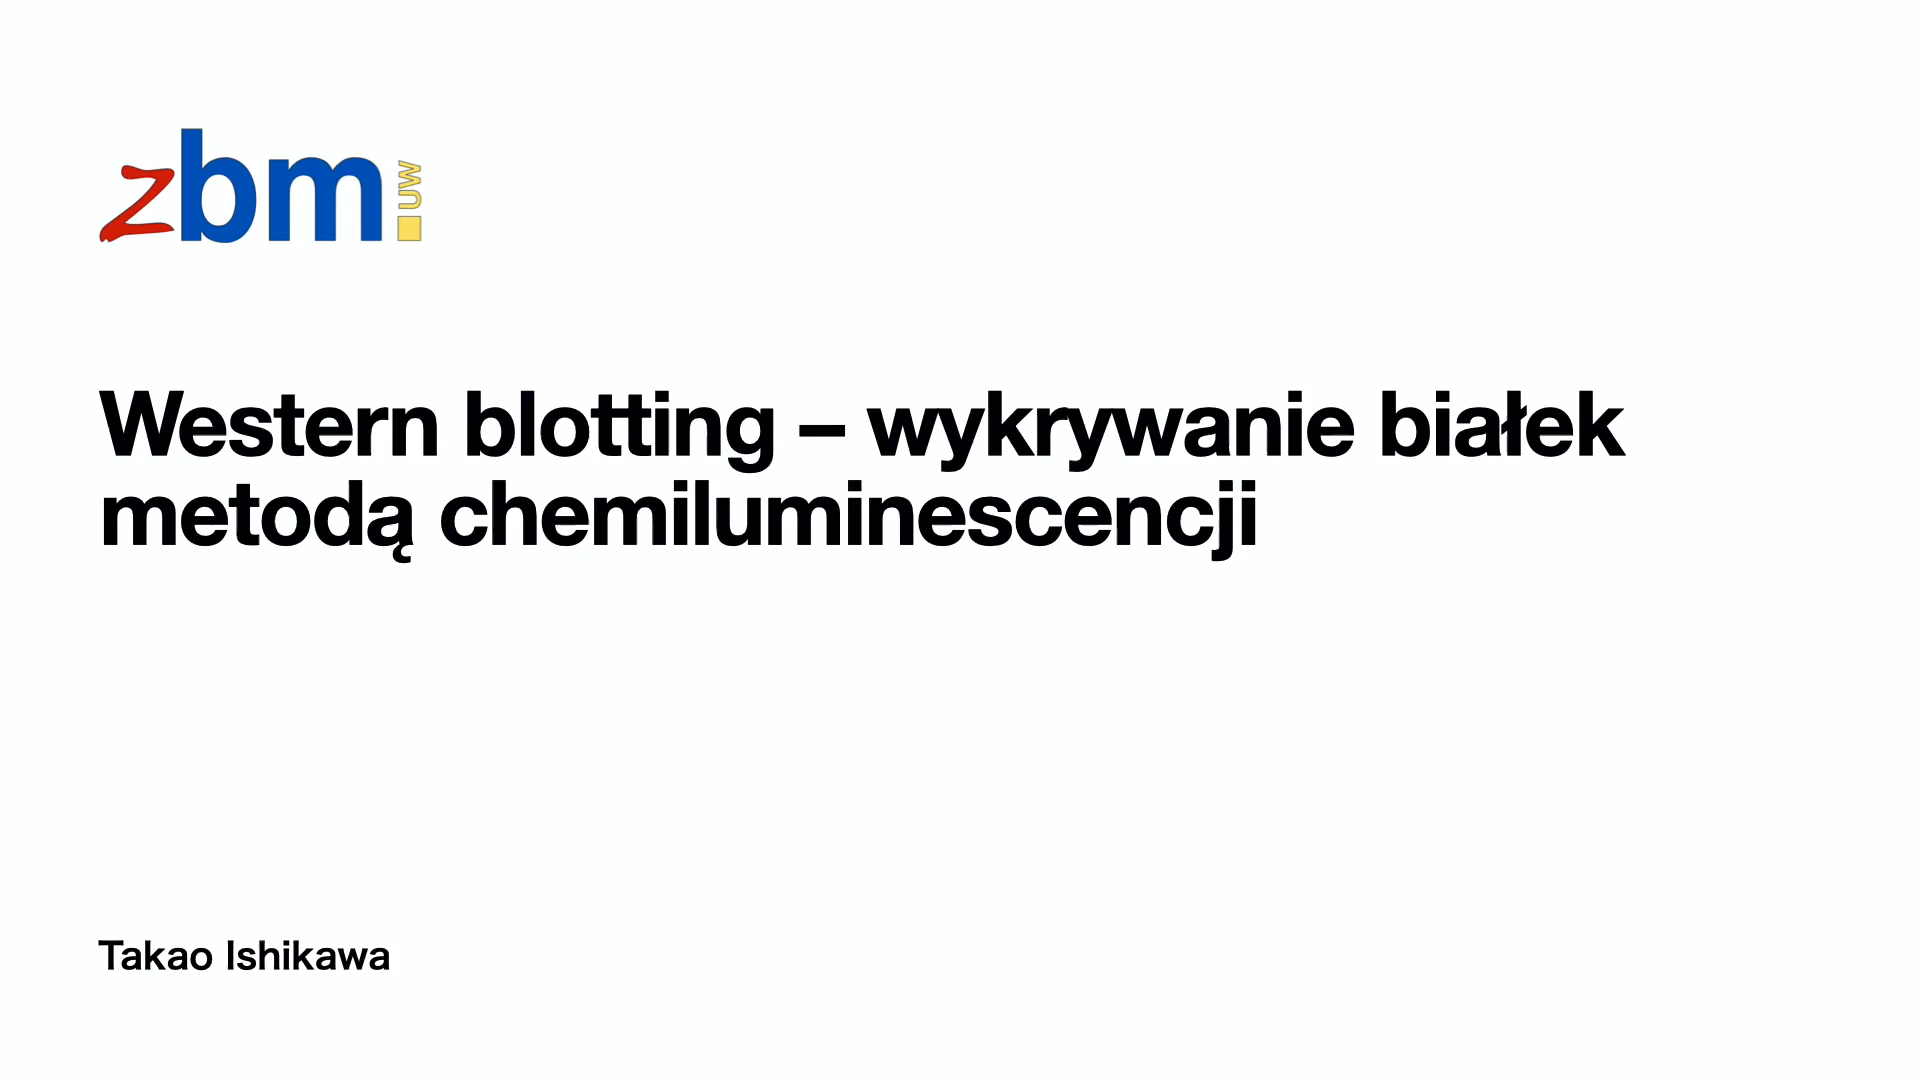 zbm UW
Western blotting – wykrywanie białek
metodą chemiluminescencji
Takao Ishikawa